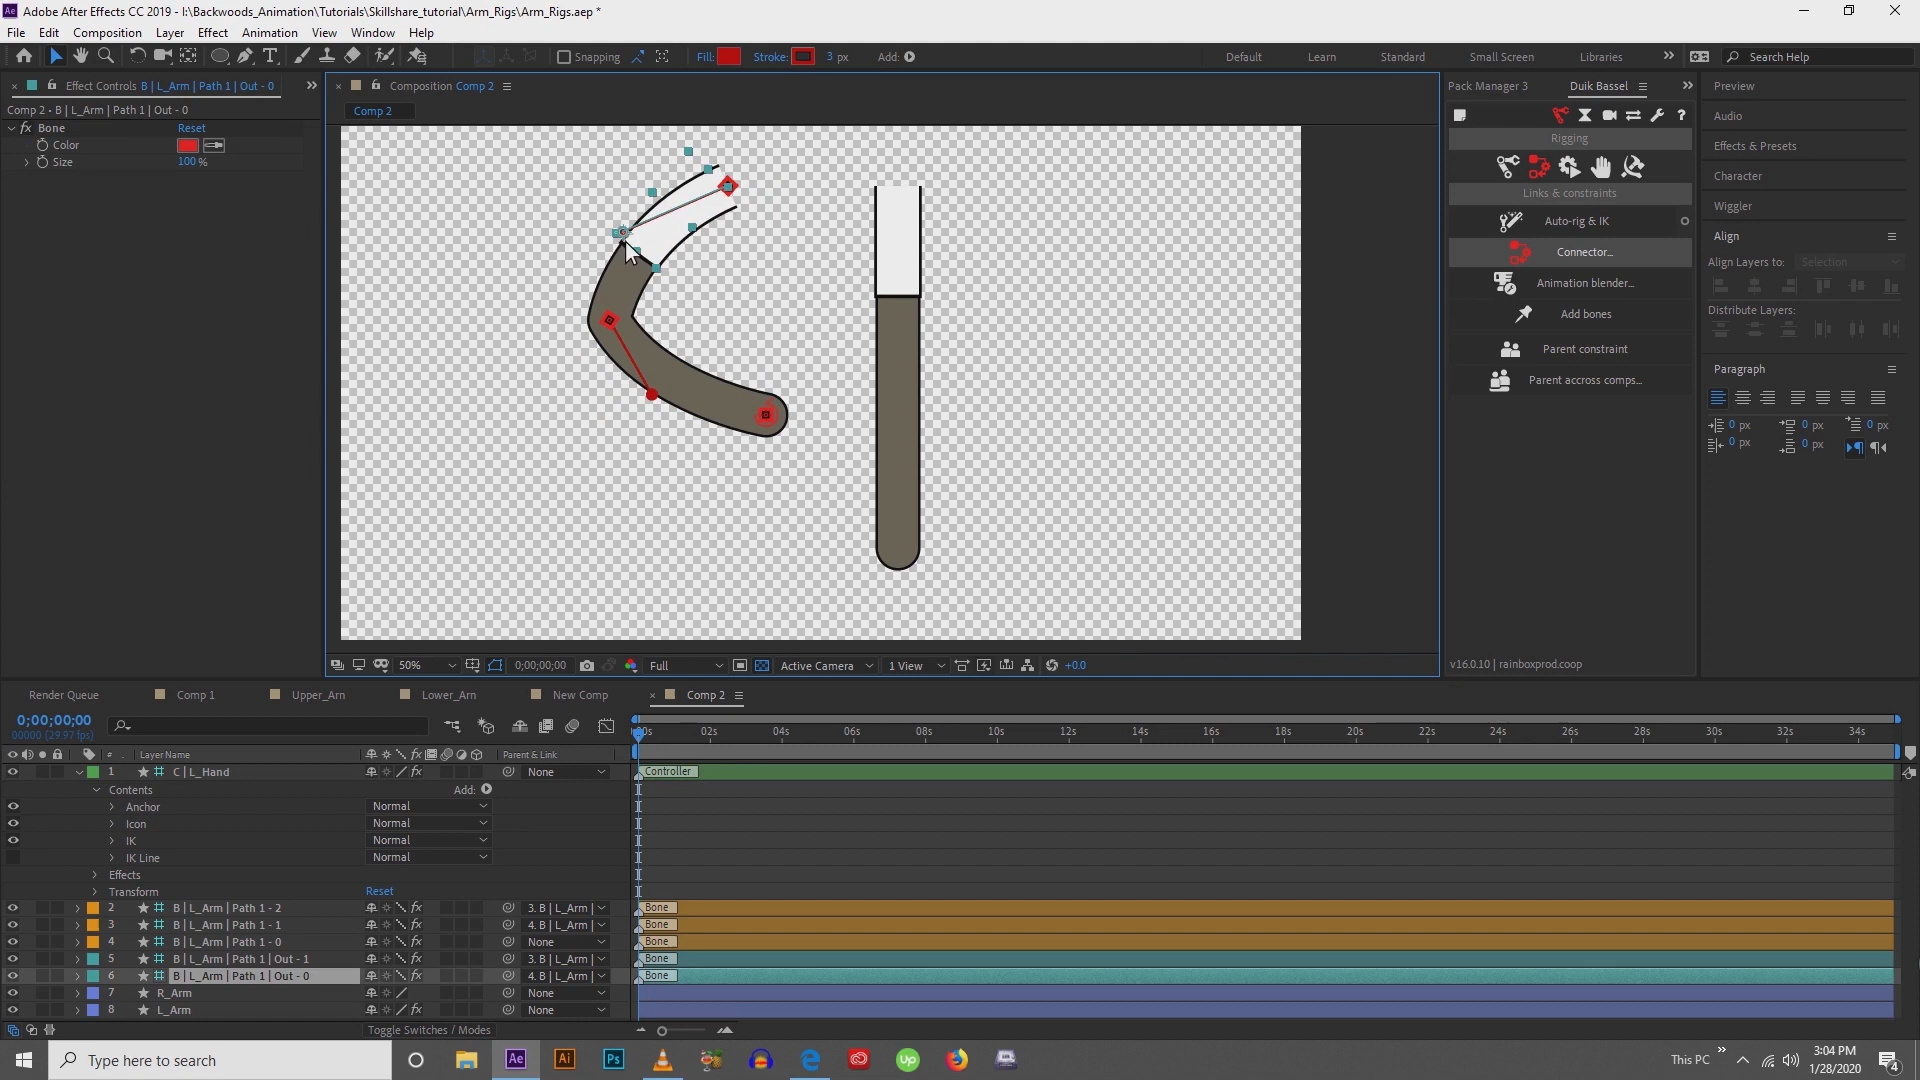 Adobe After Effects CC 2019 - I:\Backwoods_Animation\Tutorials\Skillshare_tutorial\Arm_Rigs\Arm_Rigs.aep *
File Edit Composition Layer Effect Animation View Window Help
Snapping Fill: Stroke: 3 px Add: Default Learn Standard Small Screen Libraries Search Help
Effect Controls B | L_Arm | Path 1 | Out - 0
Composition Comp 2
Pack Manager 3 Duik Bassel
Preview
Comp 2 • B | L_Arm | Path 1 | Out - 0
Comp 2
fx Bone Reset
Color
Size 100 %
Rigging
Links & constraints
Auto-rig & IK
Connector...
Animation blender...
Add bones
Parent constraint
Parent accross comps...
v16.0.10 | rainboxprod.coop
Audio
Effects & Presets
Character
Wiggler
Align
Align Layers to: Selection
Distribute Layers:
Paragraph
0 px 0 px 0 px
0 px 0 px
50% 0;00;00;00 Full Active Camera 1 View +0.0
Render Queue Comp 1 Upper_Arn Lower_Arn New Comp Comp 2
0;00;00;00
00000 (29.97 fps)
02s 04s 06s 08s 10s 12s 14s 16s 18s 20s 22s 24s 26s 28s 30s 32s 34s
# Layer Name Parent & Link
1 C | L_Hand None Controller
Contents Add:
Anchor Normal
Icon Normal
IK Normal
IK Line Normal
Effects
Transform Reset
2 B | L_Arm | Path 1 - 2 fx 3. B | L_Arm | Bone
3 B | L_Arm | Path 1 - 1 fx 4. B | L_Arm | Bone
4 B | L_Arm | Path 1 - 0 fx None Bone
5 B | L_Arm | Path 1 | Out - 1 fx 3. B | L_Arm | Bone
6 B | L_Arm | Path 1 | Out - 0 fx 4. B | L_Arm | Bone
7 R_Arm None
8 L_Arm fx None
Toggle Switches / Modes
Type here to search
Ae Ai Ps Up
This PC
3:04 PM
1/28/2020
4